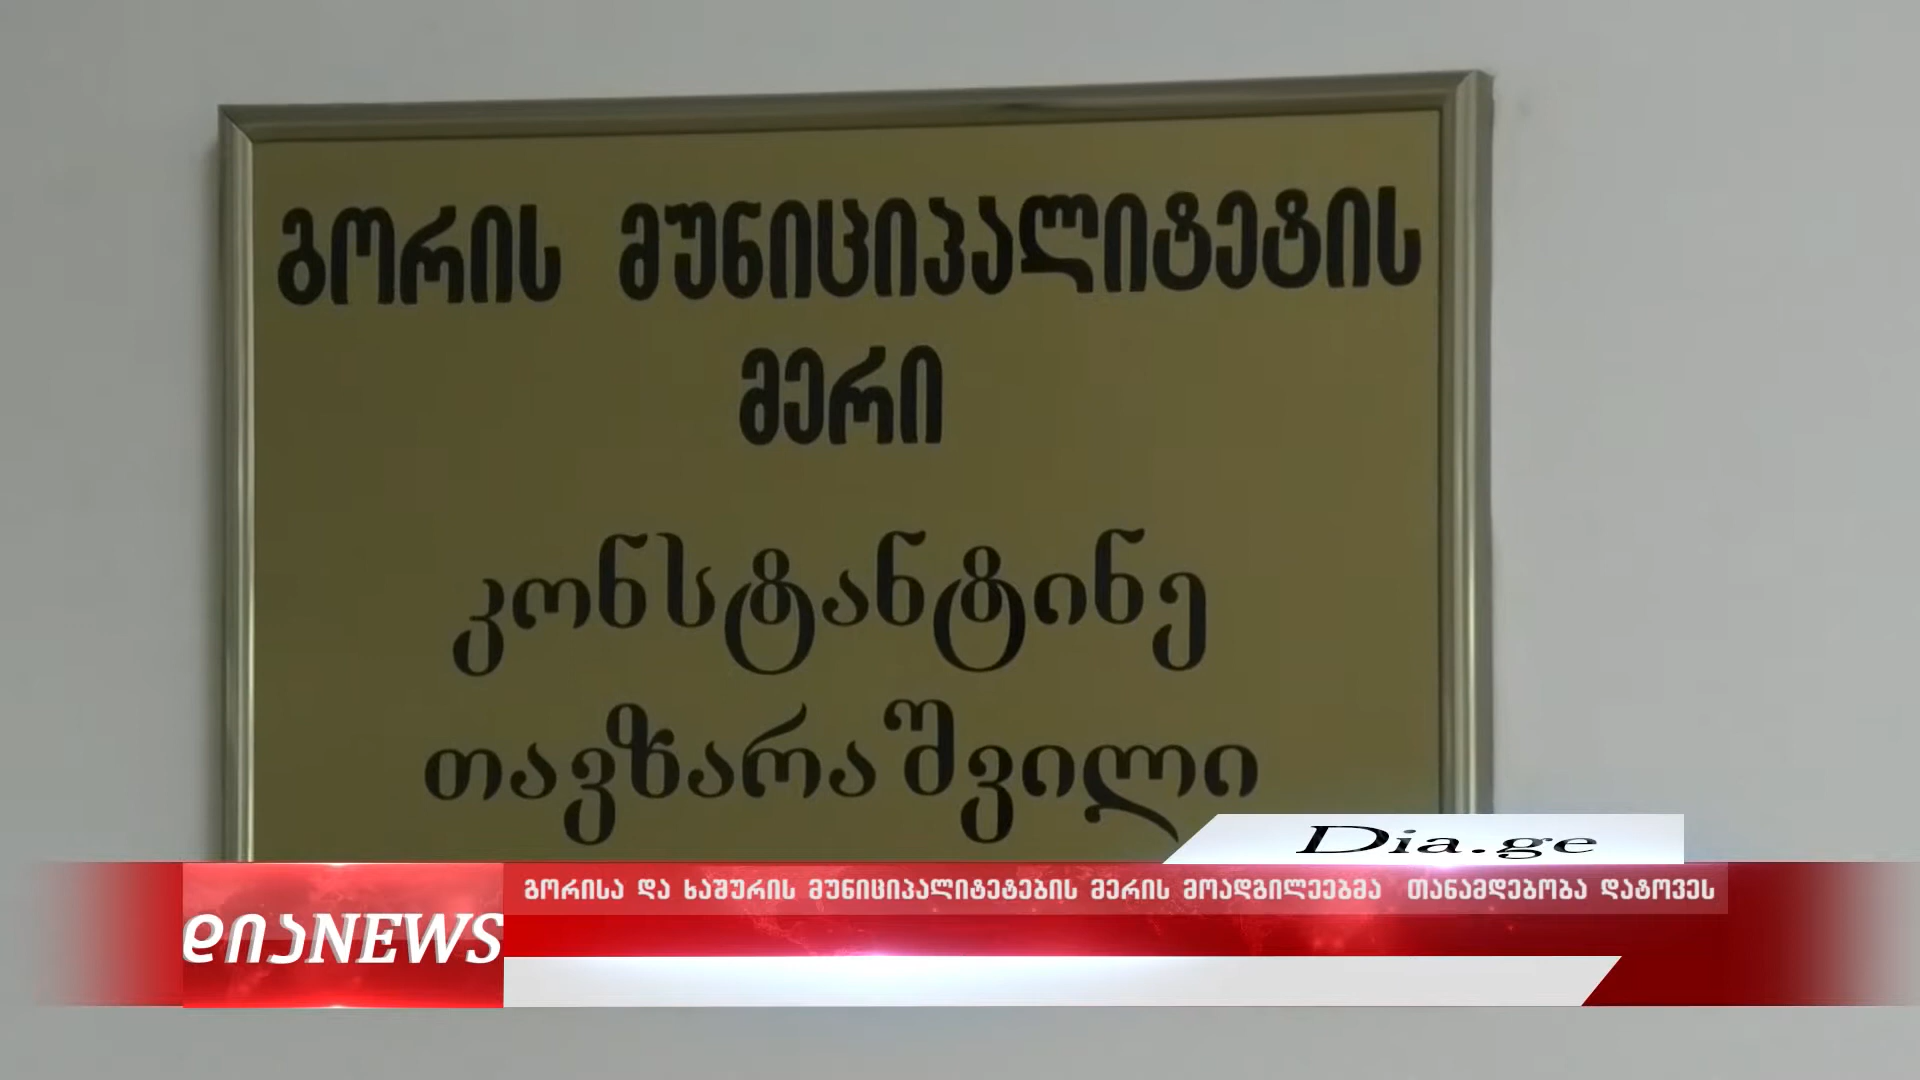 გორის მუნიციპალიტეტის
მერი
კონსტანტინე
თავზარაშვილი
Dia.ge
გორისა და ხაშურის მუნიციპალიტეტების მერის მოადგილეებმა თანამდებობა დატოვეს
დიაNEWS